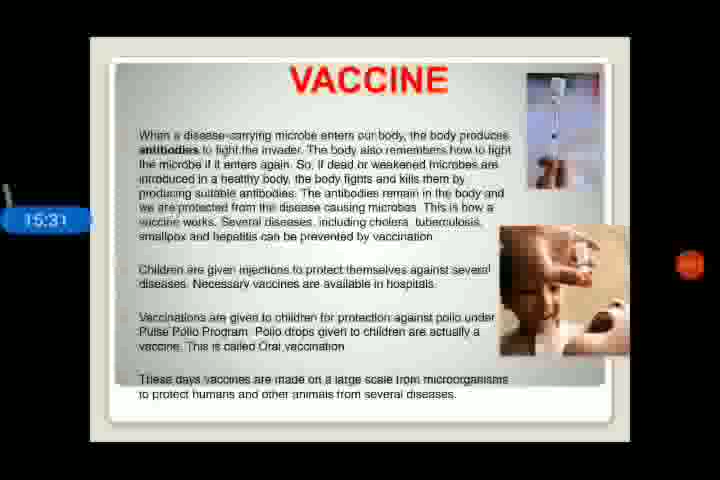 VACCINE
When a disease-carrying microbe enters our body, the body produces
antibodies to fight the invader. The body also remembers how to fight
the microbe if it enters again. So, if dead or weakened microbes are
introduced in a healthy body, the body fights and kills them by
producing suitable antibodies. The antibodies remain in the body and
we are protected from the disease causing microbes. This is how a
vaccine works. Several diseases, including cholera, tuberculosis,
smallpox and hepatitis can be prevented by vaccination.
Children are given injections to protect themselves against several
diseases. Necessary vaccines are available in hospitals.
Vaccinations are given to children for protection against polio under
Pulse Polio Program. Polio drops given to children are actually a
vaccine. This is called Oral vaccination
These days vaccines are made on a large scale from microorganisms
to protect humans and other animals from several diseases.
15:31